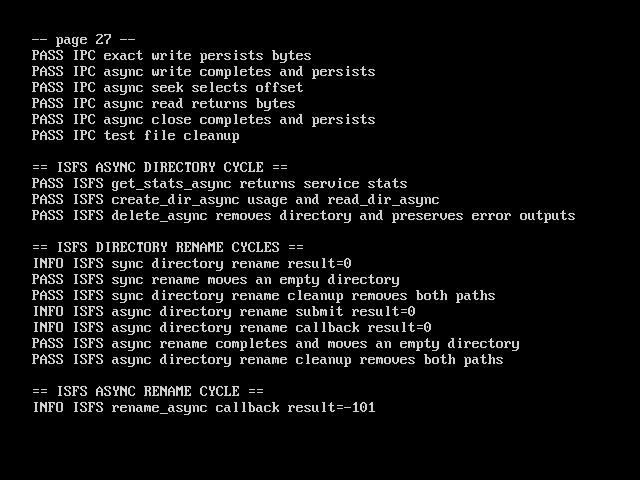 -- page 27 --
PASS IPC exact write persists bytes
PASS IPC async write completes and persists
PASS IPC async seek selects offset
PASS IPC async read returns bytes
PASS IPC async close completes and persists
PASS IPC test file cleanup
== ISFS ASYNC DIRECTORY CYCLE ==
PASS ISFS get_stats_async returns service stats
PASS ISFS create_dir_async usage and read_dir_async
PASS ISFS delete_async removes directory and preserves error outputs
== ISFS DIRECTORY RENAME CYCLES ==
INFO ISFS sync directory rename result=0
PASS ISFS sync rename moves an empty directory
PASS ISFS sync directory rename cleanup removes both paths
INFO ISFS async directory rename submit result=0
INFO ISFS async directory rename callback result=0
PASS ISFS async rename completes and moves an empty directory
PASS ISFS async directory rename cleanup removes both paths
== ISFS ASYNC RENAME CYCLE ==
INFO ISFS rename_async callback result=-101